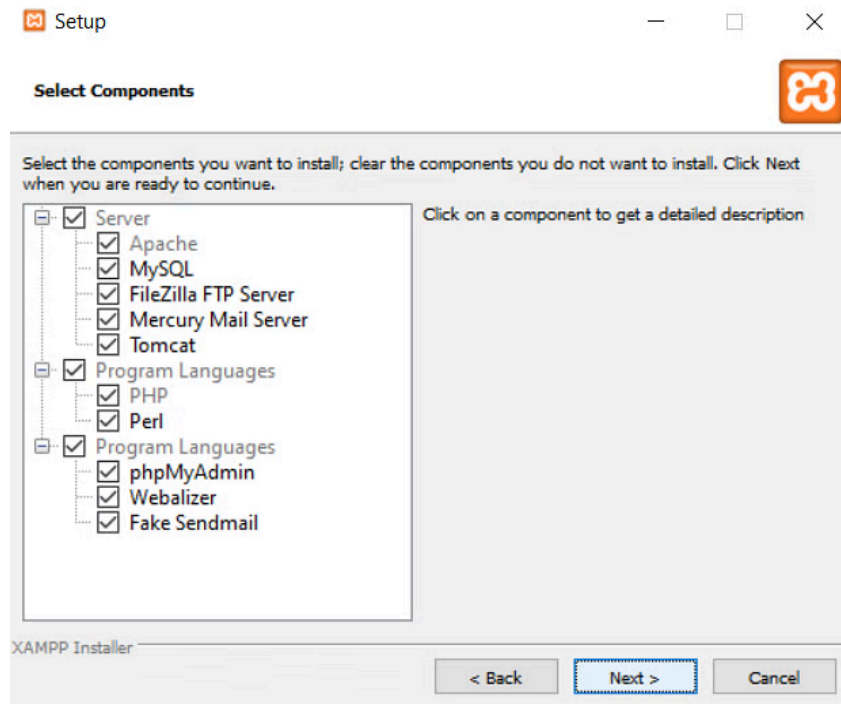 Setup
Select Components
Select the components you want to install; clear the components you do not want to install. Click Next
when you are ready to continue.
Server
Apache
MySQL
FileZilla FTP Server
Mercury Mail Server
Tomcat
Program Languages
PHP
Perl
Program Languages
phpMyAdmin
Webalizer
Fake Sendmail
Click on a component to get a detailed description
XAMPP Installer
< Back
Next >
Cancel